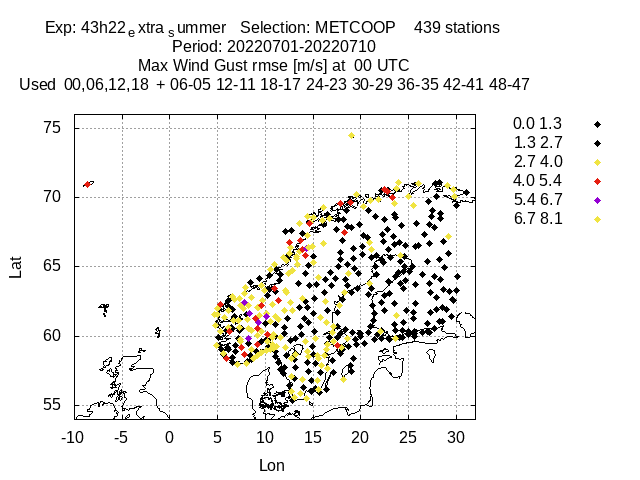 Exp: 43h22extrasummer Selection: METCOOP 439 stations
Period: 20220701-20220710
Max Wind Gust rmse [m/s] at 00 UTC
Used 00,06,12,18 + 06-05 12-11 18-17 24-23 30-29 36-35 42-41 48-47
75
70
65
60
55
Lat
-10 -5 0 5 10 15 20 25 30
Lon
0.0 1.3
1.3 2.7
2.7 4.0
4.0 5.4
5.4 6.7
6.7 8.1